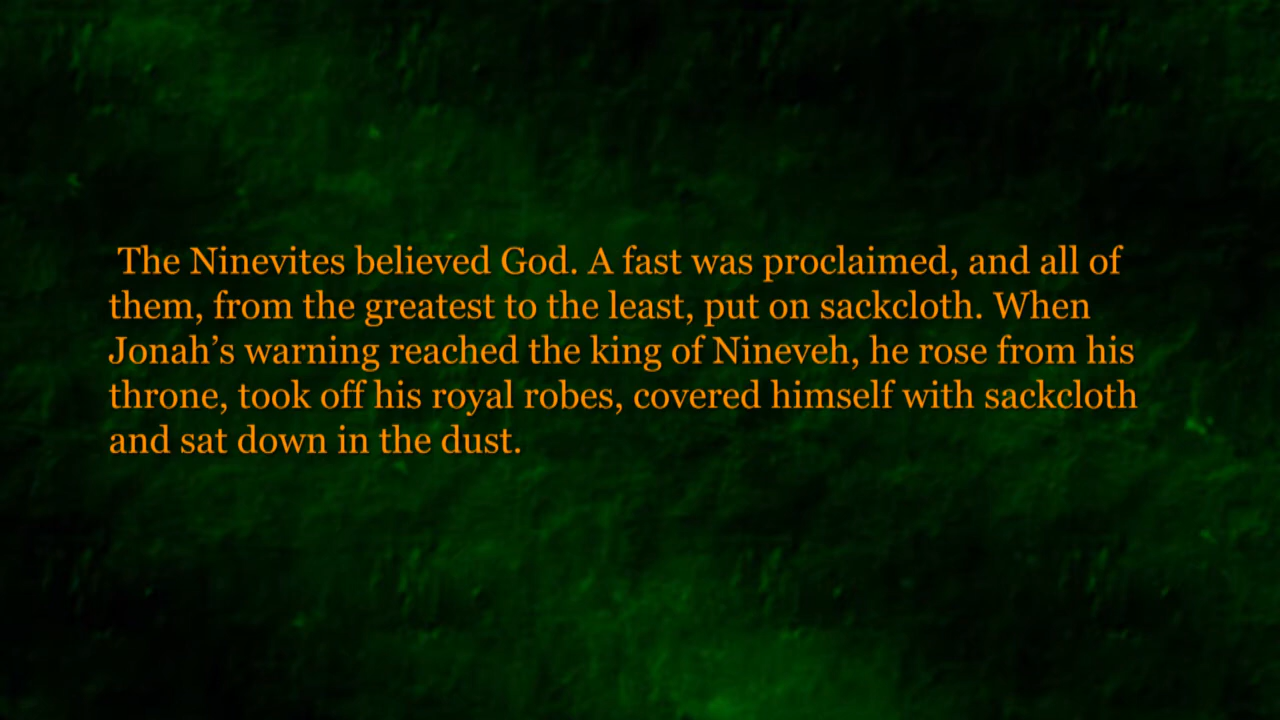 The Ninevites believed God. A fast was proclaimed, and all of
them, from the greatest to the least, put on sackcloth. When
Jonah’s warning reached the king of Nineveh, he rose from his
throne, took off his royal robes, covered himself with sackcloth
and sat down in the dust.